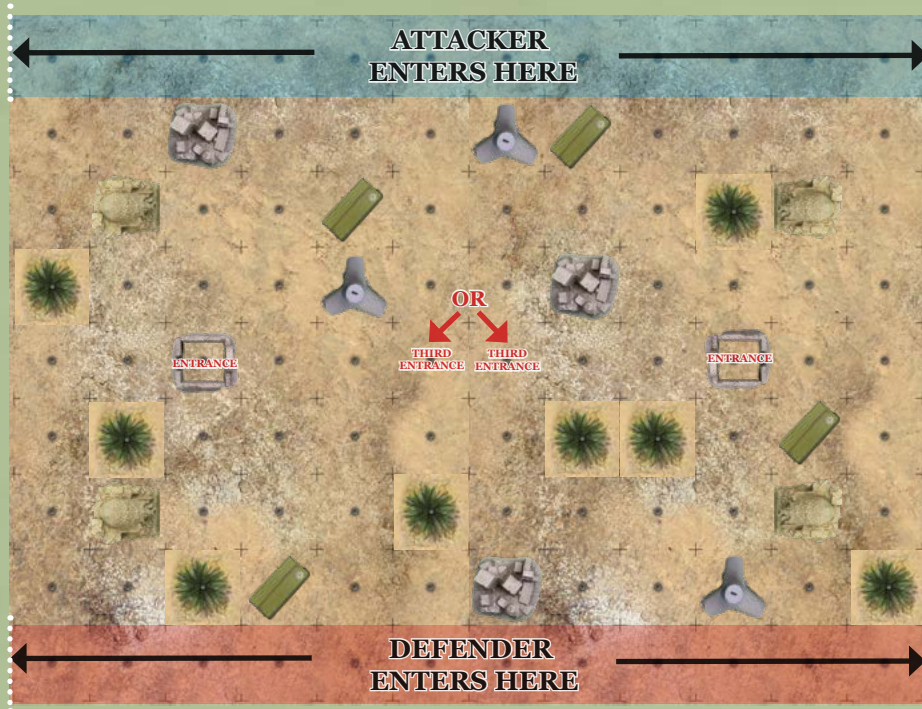 ATTACKER
ENTERS HERE
OR
THIRD
ENTRANCE
THIRD
ENTRANCE
ENTRANCE
ENTRANCE
DEFENDER
ENTERS HERE